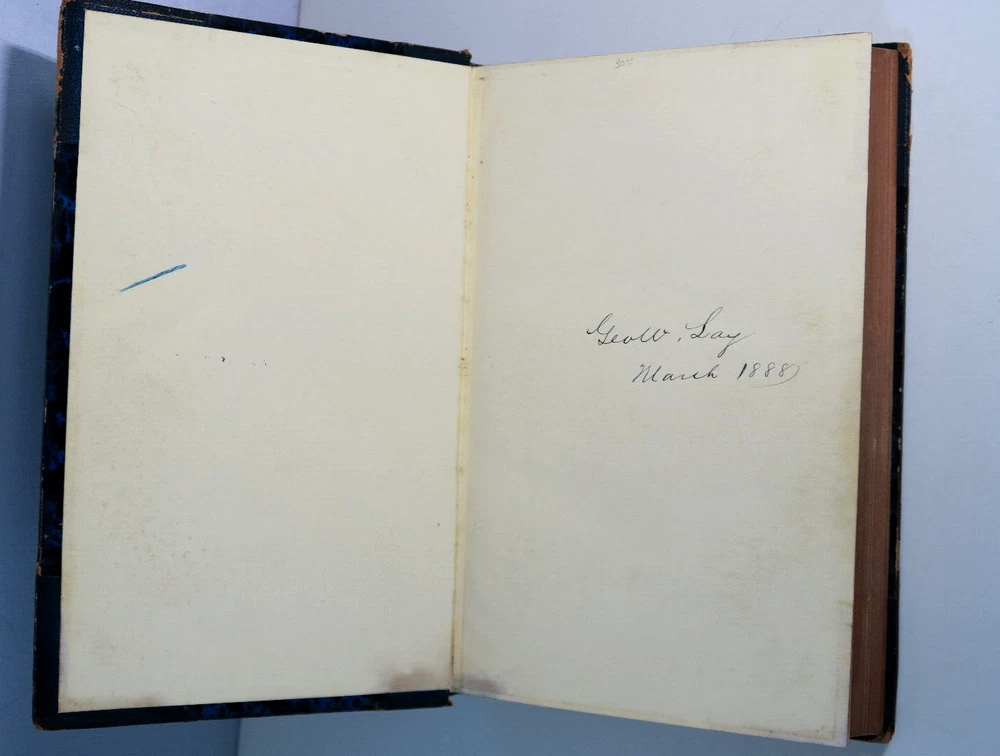 Geo W. Lay
March 1888